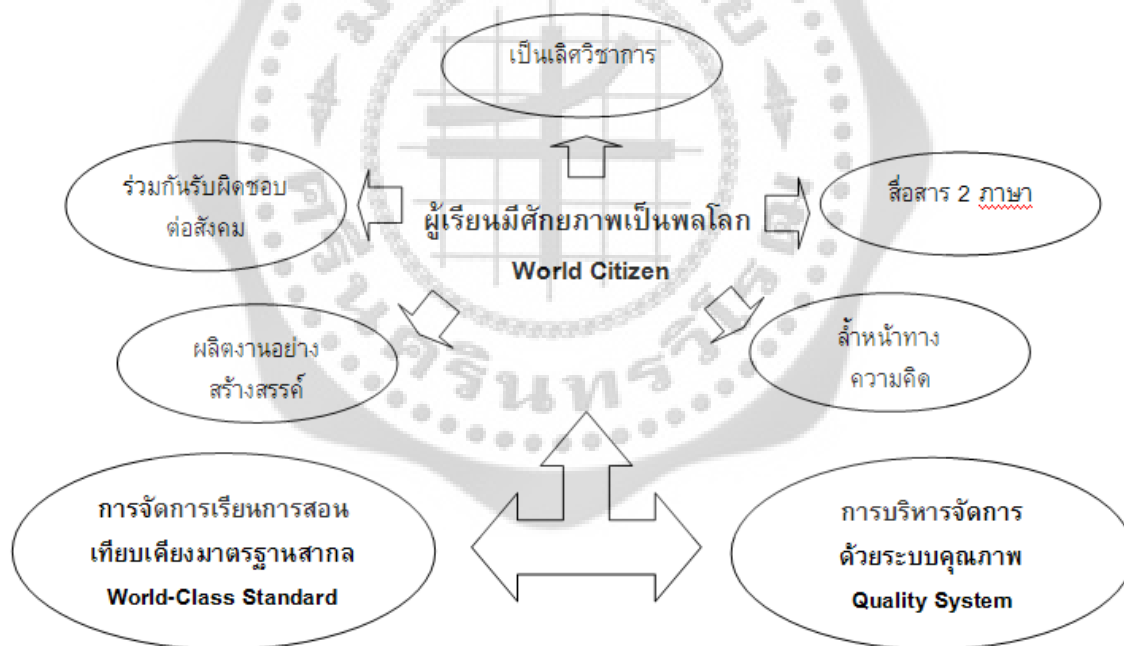 เป็นเลิศวิชาการ
ร่วมกันรับผิดชอบ
ต่อสังคม
สื่อสาร 2 ภาษา
ผู้เรียนมีศักยภาพเป็นพลโลก
World Citizen
ผลิตงานอย่าง
สร้างสรรค์
ล้ำหน้าทาง
ความคิด
การจัดการเรียนการสอน
เทียบเคียงมาตรฐานสากล
World-Class Standard
การบริหารจัดการ
ด้วยระบบคุณภาพ
Quality System